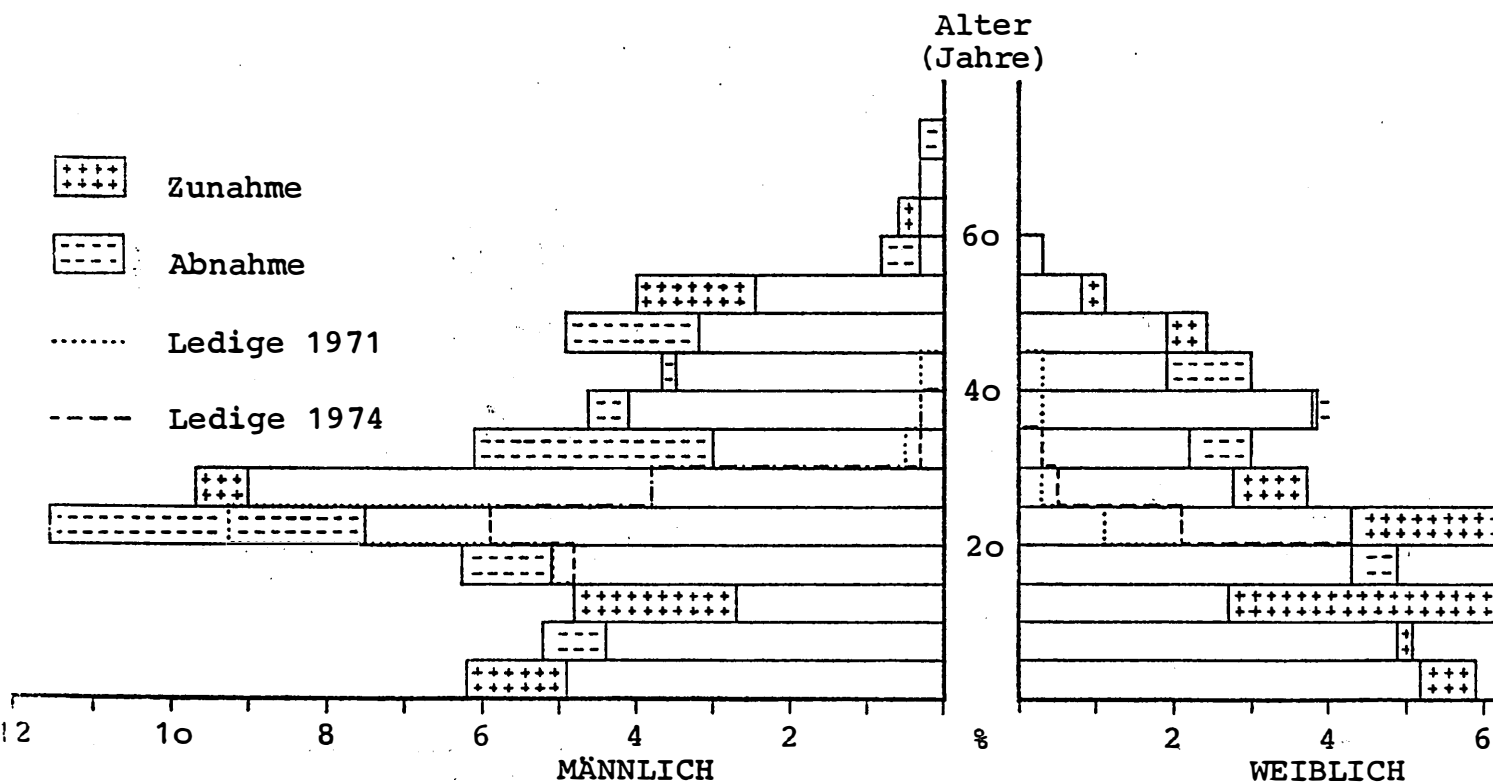 Alter
(Jahre)
Zunahme
Abnahme
Ledige 1971
Ledige 1974
6o
4o
2o
12 1o 8 6 4 2 % 2 4 6
MÄNNLICH WEIBLICH